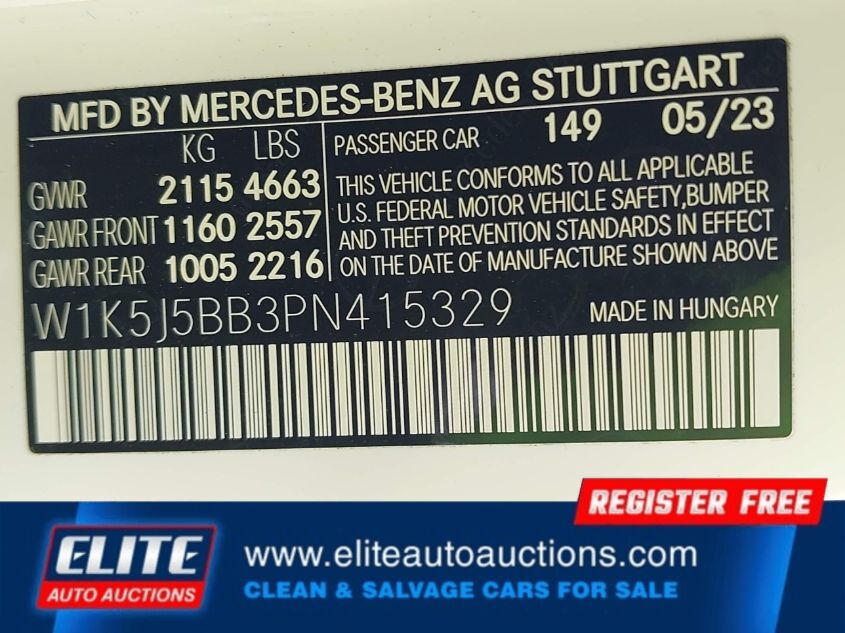 MFD BY MERCEDES-BENZ AG STUTTGART
KG LBS
PASSENGER CAR 149 05/23
GVWR 2115 4663
GAWR FRONT 1160 2557
GAWR REAR 1005 2216
THIS VEHICLE CONFORMS TO ALL APPLICABLE
U.S. FEDERAL MOTOR VEHICLE SAFETY,BUMPER
AND THEFT PREVENTION STANDARDS IN EFFECT
ON THE DATE OF MANUFACTURE SHOWN ABOVE
W1K5J5BB3PN415329 MADE IN HUNGARY
REGISTER FREE
ELITE
AUTO AUCTIONS
www.eliteautoauctions.com
CLEAN & SALVAGE CARS FOR SALE